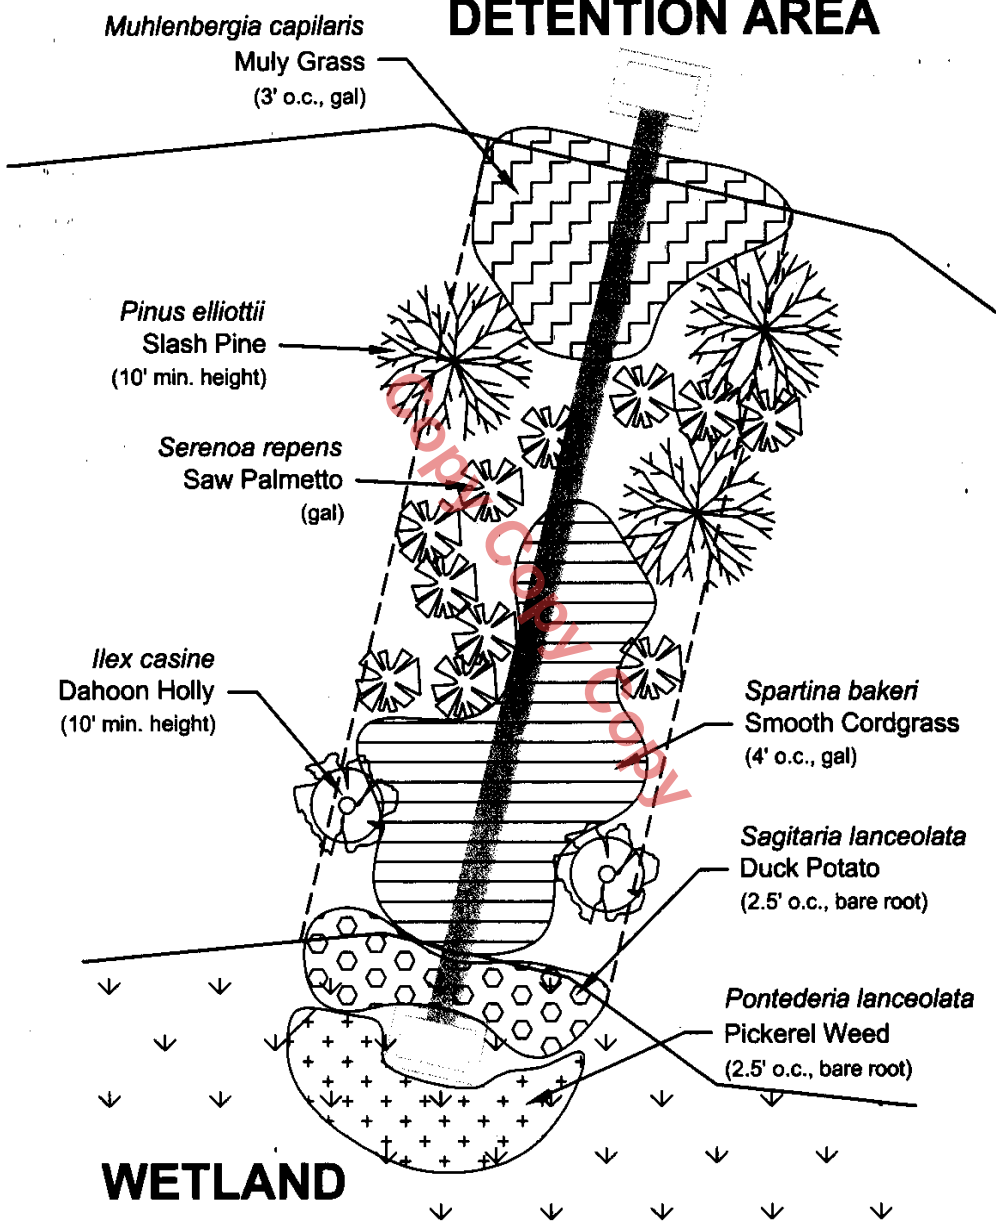 DETENTION AREA
Muhlenbergia capilaris
Muly Grass
(3' o.c., gal)
Pinus elliottii
Slash Pine
(10' min. height)
Serenoa repens
Saw Palmetto
(gal)
Ilex casine
Dahoon Holly
(10' min. height)
Spartina bakeri
Smooth Cordgrass
(4' o.c., gal)
Sagitaria lanceolata
Duck Potato
(2.5' o.c., bare root)
Pontederia lanceolata
Pickerel Weed
(2.5' o.c., bare root)
WETLAND
Copy Copy Copy Copy